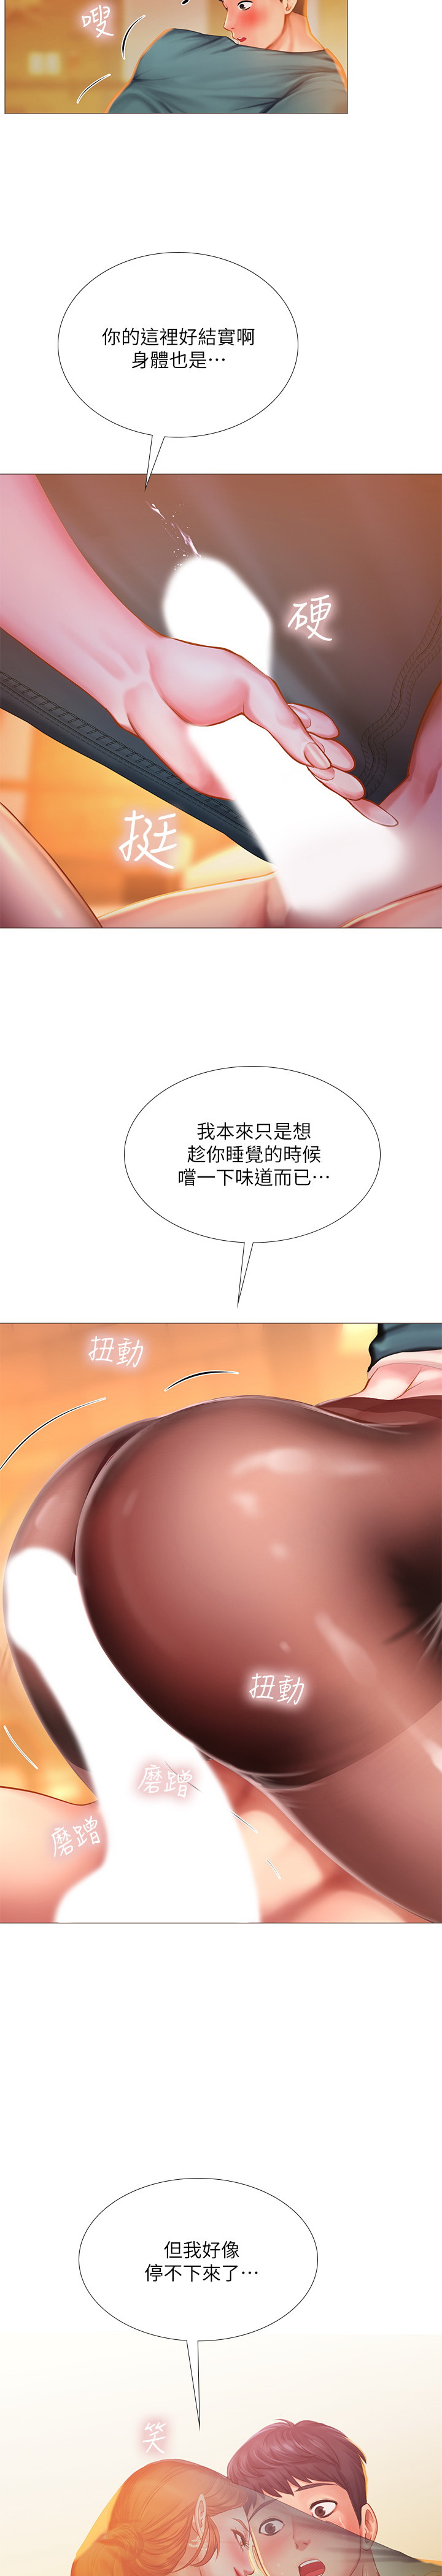 嗖
你的這裡好結實啊
身體也是⋯
硬
挺
我本來只是想
趁你睡覺的時候
嚐一下味道而已⋯
扭動
扭動
磨蹭
磨蹭
但我好像
停不下來了⋯
笑